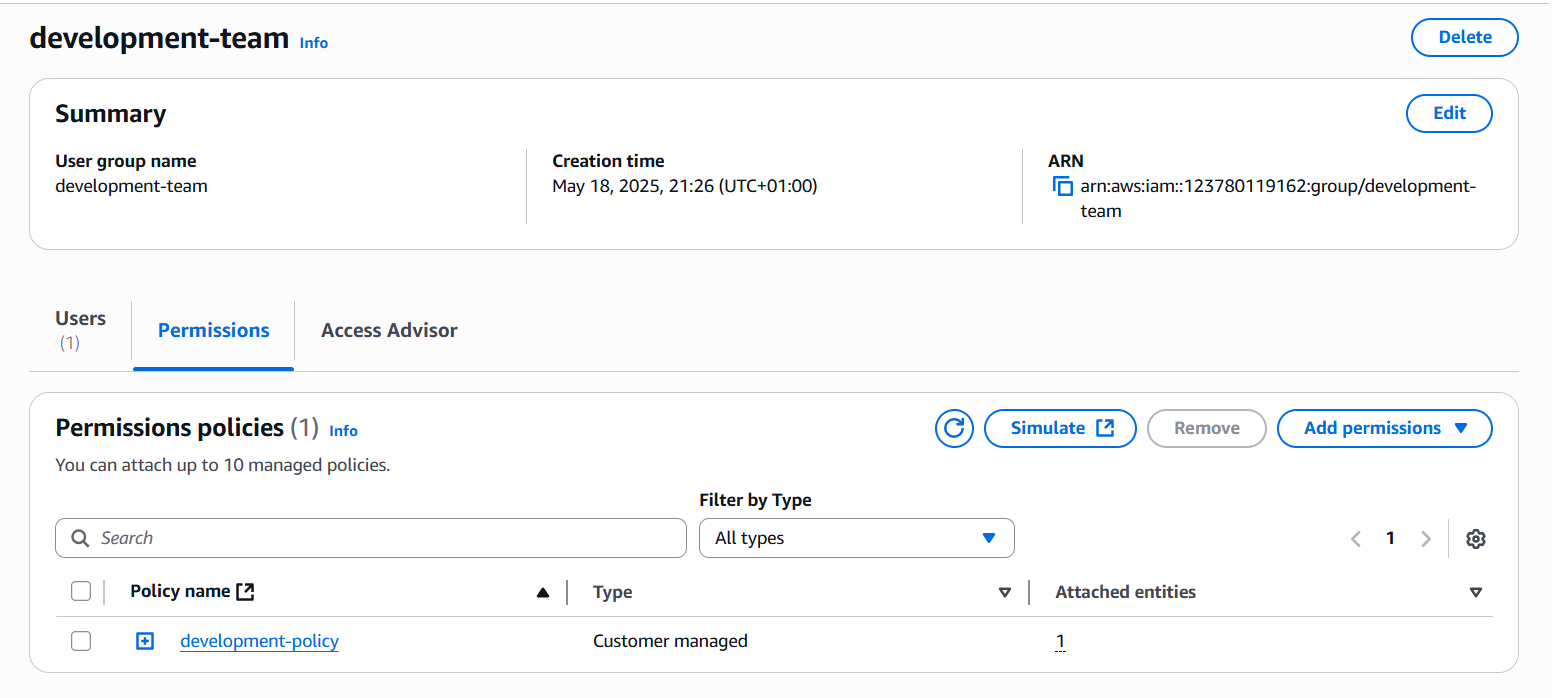 development-team Info
Delete
Summary
Edit
User group name
development-team
Creation time
May 18, 2025, 21:26 (UTC+01:00)
ARN
arn:aws:iam::123780119162:group/development-
team
Users
(1)
Permissions
Access Advisor
Permissions policies (1) Info
Simulate
Remove
Add permissions
You can attach up to 10 managed policies.
Filter by Type
Search
All types
1
Policy name
Type
Attached entities
development-policy
Customer managed
1